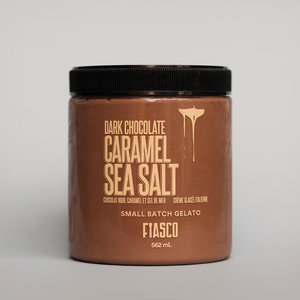 DARK CHOCOLATE
CARAMEL
SEA SALT
CHOCOLAT NOIR, CARAMEL ET SEL DE MER CRÈME GLACÉE ITALIENNE
SMALL BATCH GELATO
FIASCO
562 mL